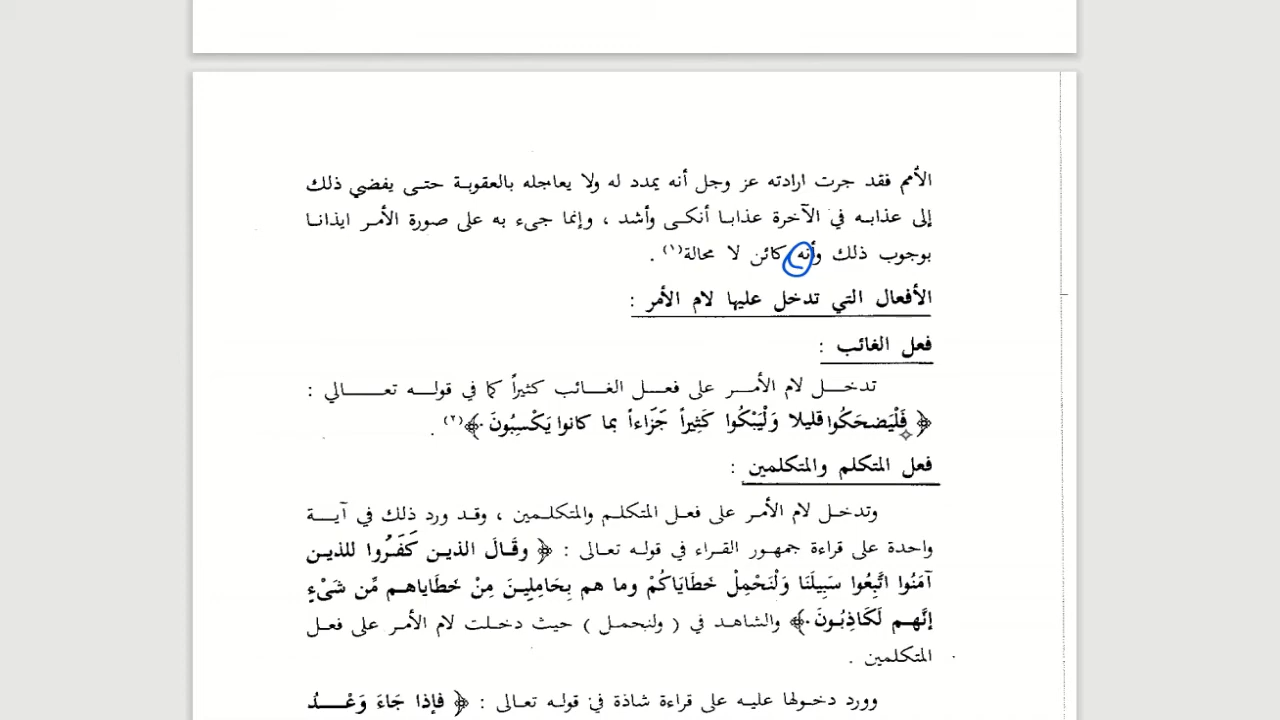 الأمم فقد جرت ارادته عز وجل أنه يمدد له ولا يعاجله بالعقوبة حتى يفضي ذلك
إلى عذابه في الآخرة عذابا أنكى وأشد ، وإنما جىء به على صورة الأمر ايذانا
بوجوب ذلك وأنه كائن لا محالة(١) .
الأفعال التي تدخل عليها لام الأمر :
فعل الغائب :
تدخل لام الأمر على فعل الغائب كثيراً كما في قوله تعالي :
﴿ فَلْيَضحَكُوا قليلا وَلْيَبْكُوا كَثِيراً جَزَاءاً بما كانوا يَكْسِبُونَ ﴾(٢) .
فعل المتكلم والمتكلمين :
وتدخل لام الأمر على فعل المتكلم والمتكلمين ، وقد ورد ذلك في آية
واحدة على قراءة جمهور القراء في قوله تعالى : ﴿ وقَالَ الذين كَفَرُوا للذين
آمَنُوا اتَّبِعُوا سَبِيلَنَا وَلْنَحْمِلْ خَطَايَاكُمْ وما هم بِحَامِلِينَ مِنْ خَطَاياهم مِّن شَىْءٍ
إنَّهم لَكَاذِبُونَ ﴾ والشاهد في ( ولنحمل ) حيث دخلت لام الأمر على فعل
المتكلمين .
وورد دخولها عليه على قراءة شاذة في قوله تعالى : ﴿ فإذا جَاءَ وَعْدُ